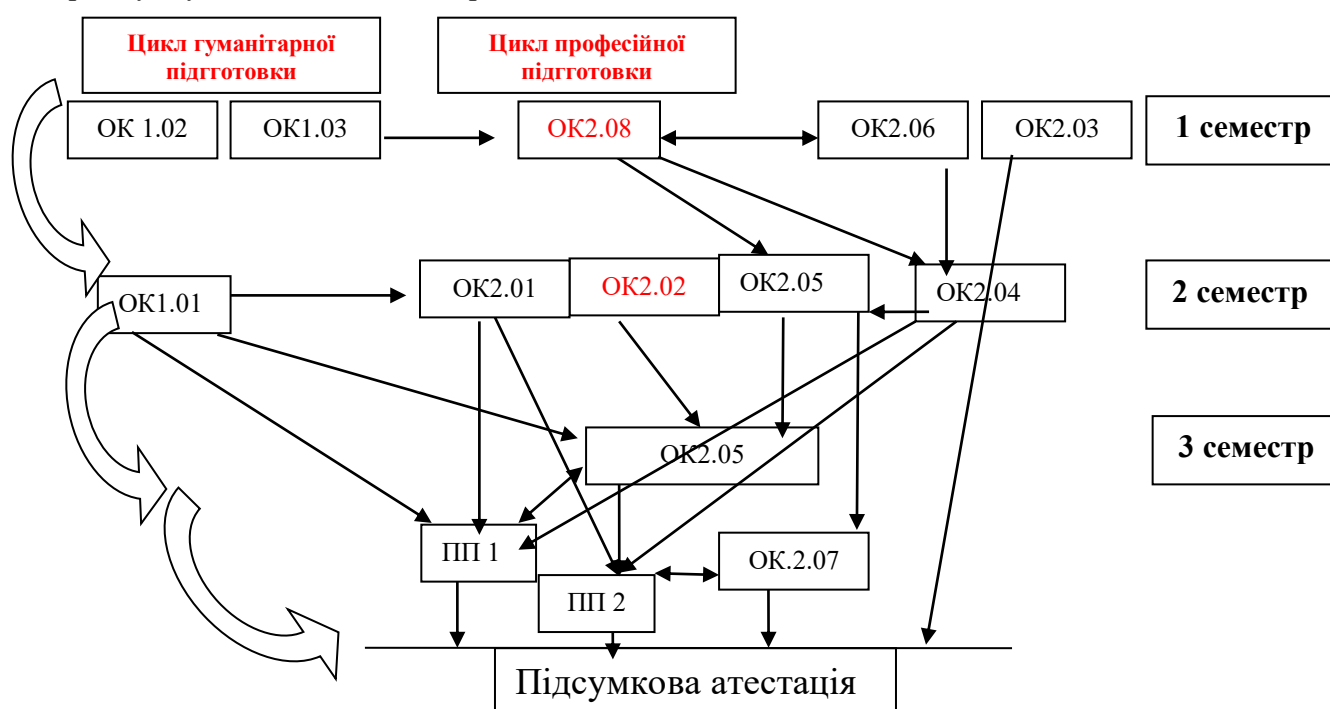 Цикл гуманітарної
підгготовки
Цикл професійної
підгготовки
ОК 1.02
ОК1.03
ОК2.08
ОК2.06
ОК2.03
1 семестр
ОК1.01
ОК2.01
ОК2.02
ОК2.05
ОК2.04
2 семестр
ОК2.05
3 семестр
ПП 1
ОК.2.07
ПП 2
Підсумкова атестація